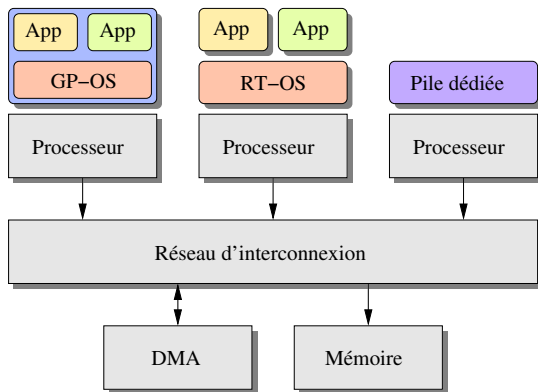 App App App App
GP−OS RT−OS Pile dédiée
Processeur Processeur Processeur
Réseau d'interconnexion
DMA Mémoire